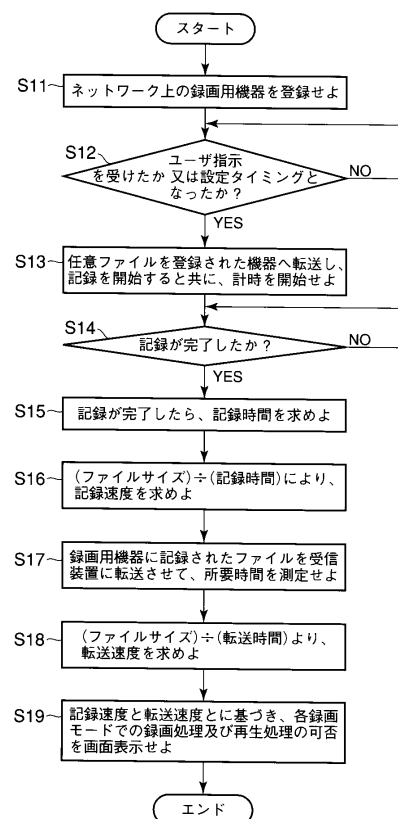 スタート
S11
ネットワーク上の録画用機器を登録せよ
S12
ユーザ指示
を受けたか 又は設定タイミングと
なったか？
NO
YES
S13
任意ファイルを登録された機器へ転送し、
記録を開始すると共に、計時を開始せよ
S14
記録が完了したか？
NO
YES
S15
記録が完了したら、記録時間を求めよ
S16
(ファイルサイズ)÷(記録時間)により、
記録速度を求めよ
S17
録画用機器に記録されたファイルを受信
装置に転送させて、所要時間を測定せよ
S18
(ファイルサイズ)÷(転送時間)より、
転送速度を求めよ
S19
記録速度と転送速度とに基づき、各録画
モードでの録画処理及び再生処理の可否
を画面表示せよ
エンド